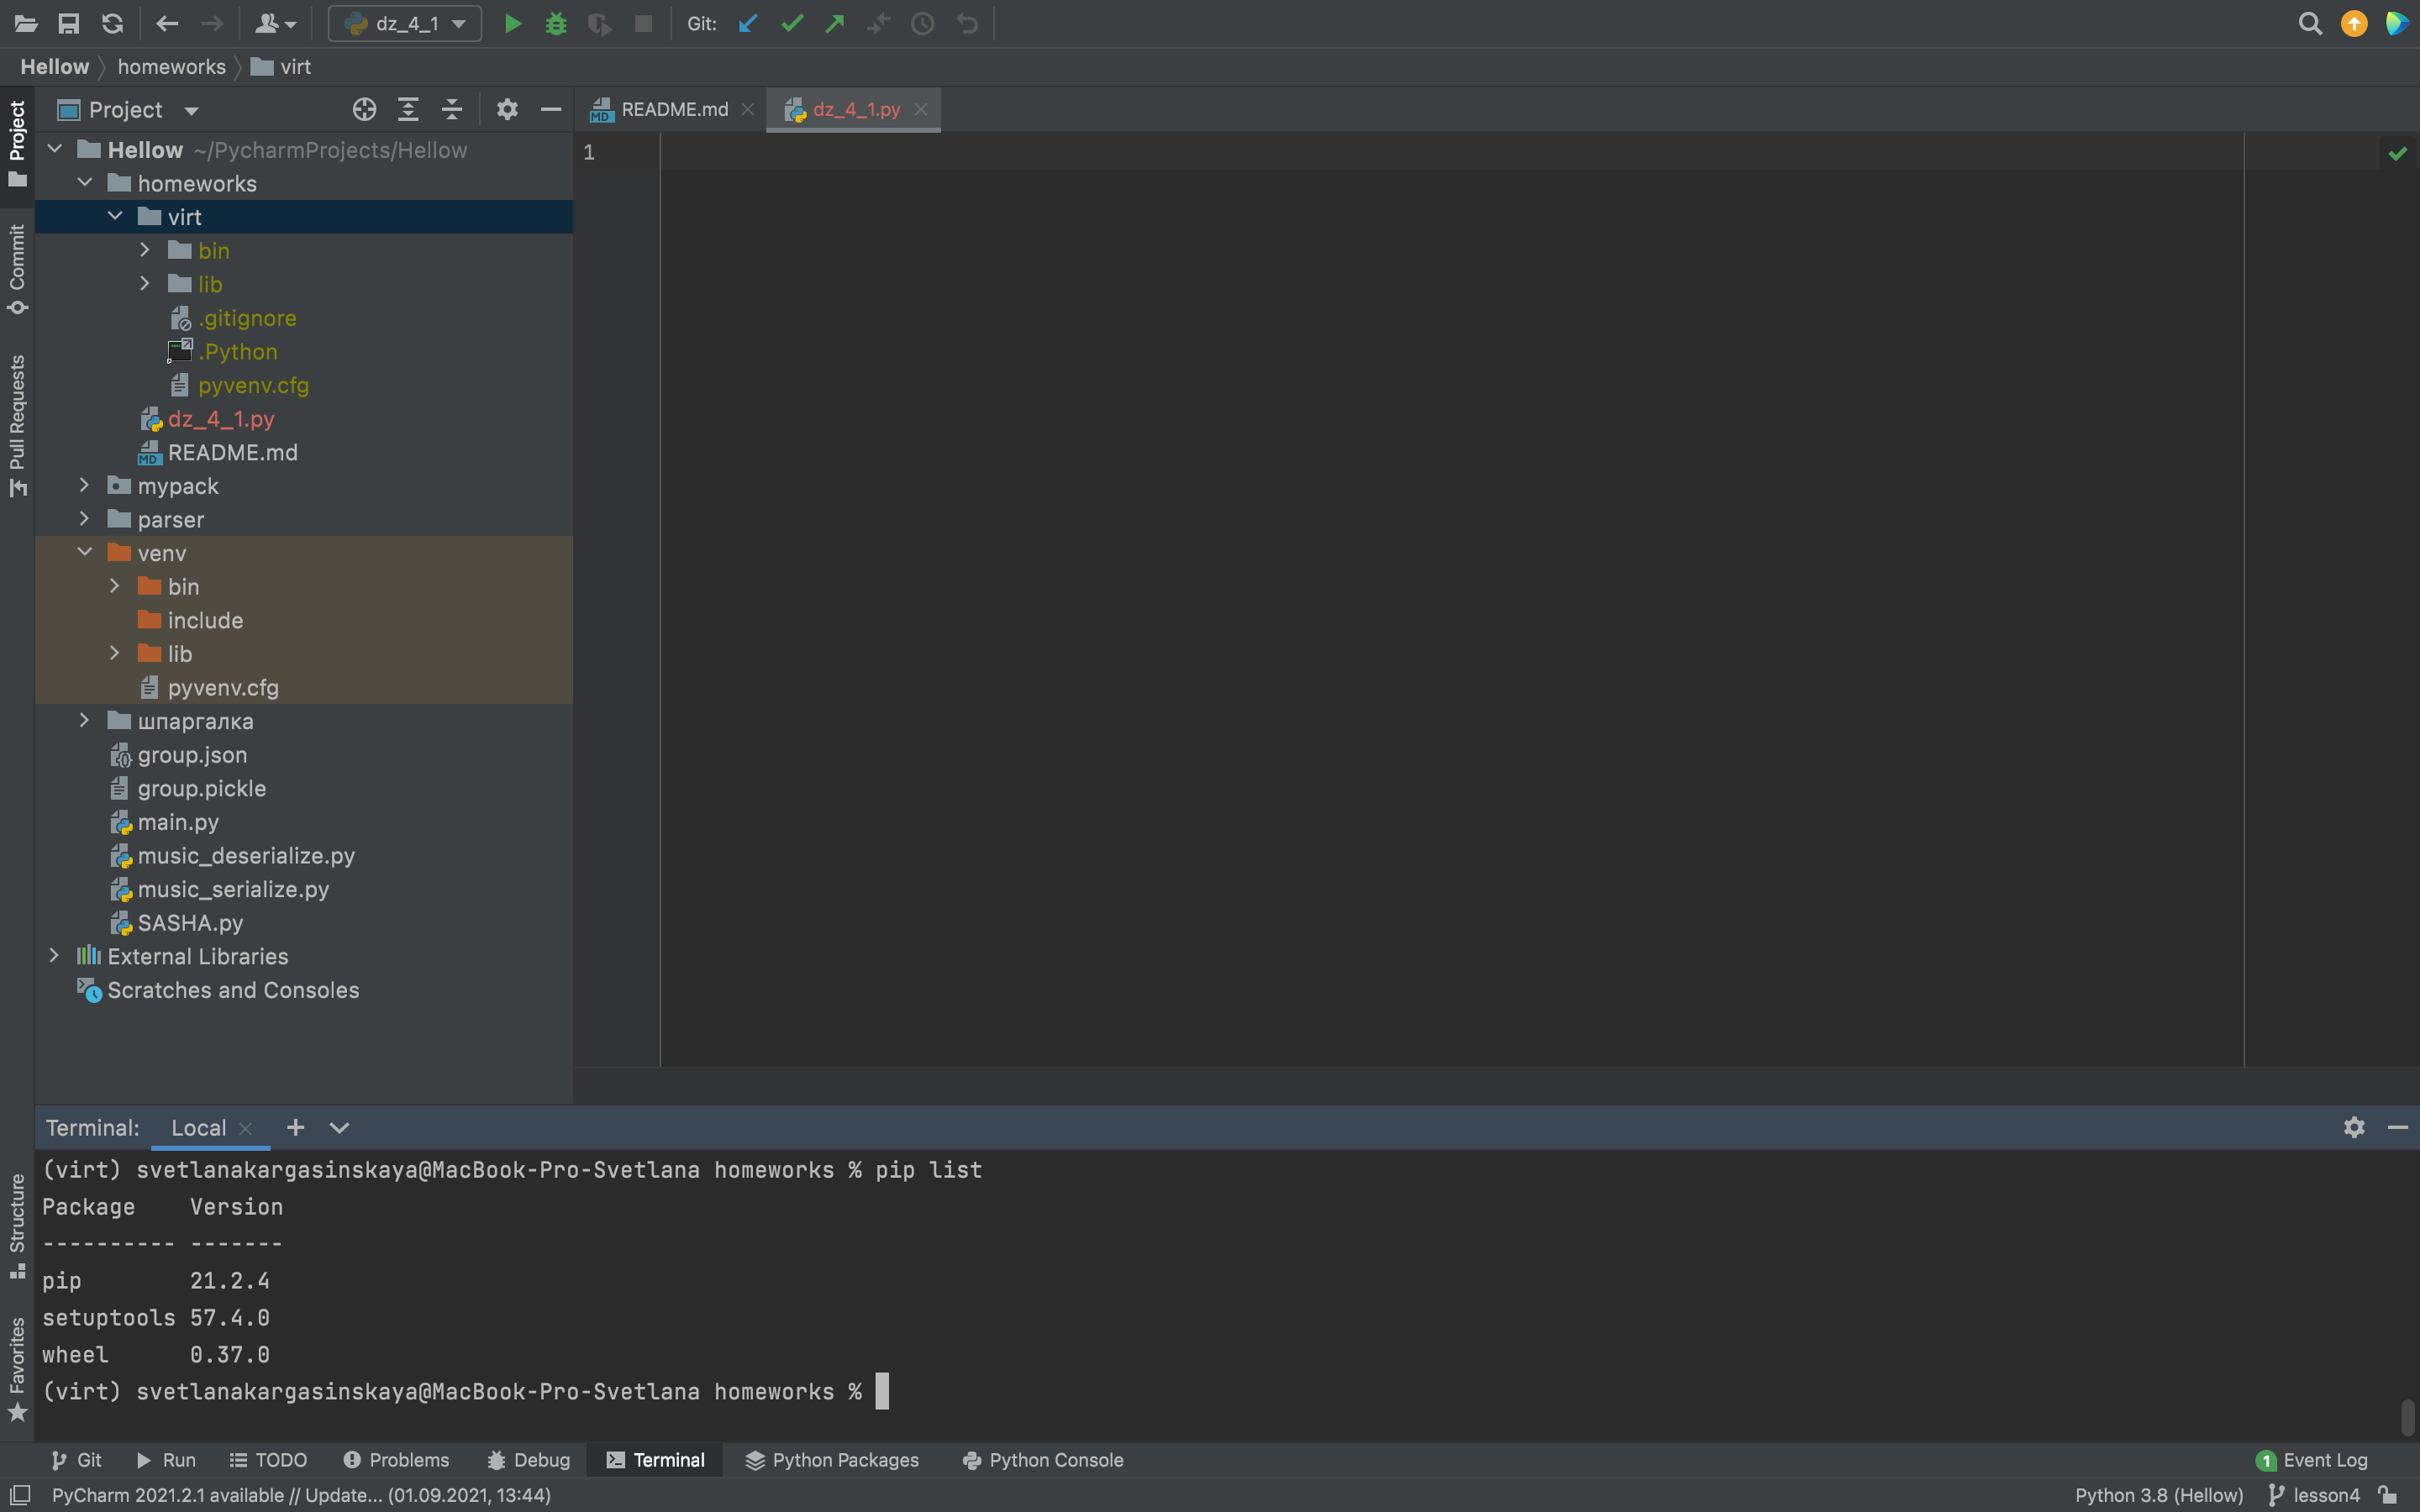 dz_4_1
Git:
Hellow
homeworks
virt
Project
README.md
dz_4_1.py
Project
Commit
Pull Requests
Structure
Favorites
Hellow ~/PycharmProjects/Hellow
homeworks
virt
bin
lib
.gitignore
.Python
pyvenv.cfg
dz_4_1.py
MD README.md
mypack
parser
venv
bin
include
lib
pyvenv.cfg
шпаргалка
group.json
group.pickle
main.py
music_deserialize.py
music_serialize.py
SASHA.py
External Libraries
Scratches and Consoles
1
Terminal: Local
(virt) svetlanakargasinskaya@MacBook-Pro-Svetlana homeworks % pip list
Package Version
---------- -------
pip 21.2.4
setuptools 57.4.0
wheel 0.37.0
(virt) svetlanakargasinskaya@MacBook-Pro-Svetlana homeworks %
Git Run TODO Problems Debug Terminal Python Packages Python Console 1 Event Log
PyCharm 2021.2.1 available // Update... (01.09.2021, 13:44) Python 3.8 (Hellow) lesson4